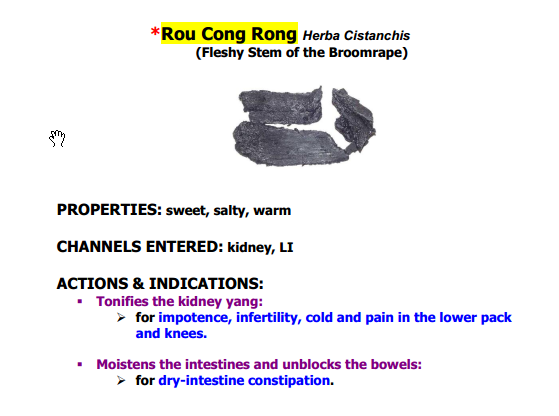 *Rou Cong Rong Herba Cistanchis
(Fleshy Stem of the Broomrape)
PROPERTIES: sweet, salty, warm
CHANNELS ENTERED: kidney, LI
ACTIONS & INDICATIONS:
▪ Tonifies the kidney yang:
➢ for impotence, infertility, cold and pain in the lower pack
and knees.
▪ Moistens the intestines and unblocks the bowels:
➢ for dry-intestine constipation.